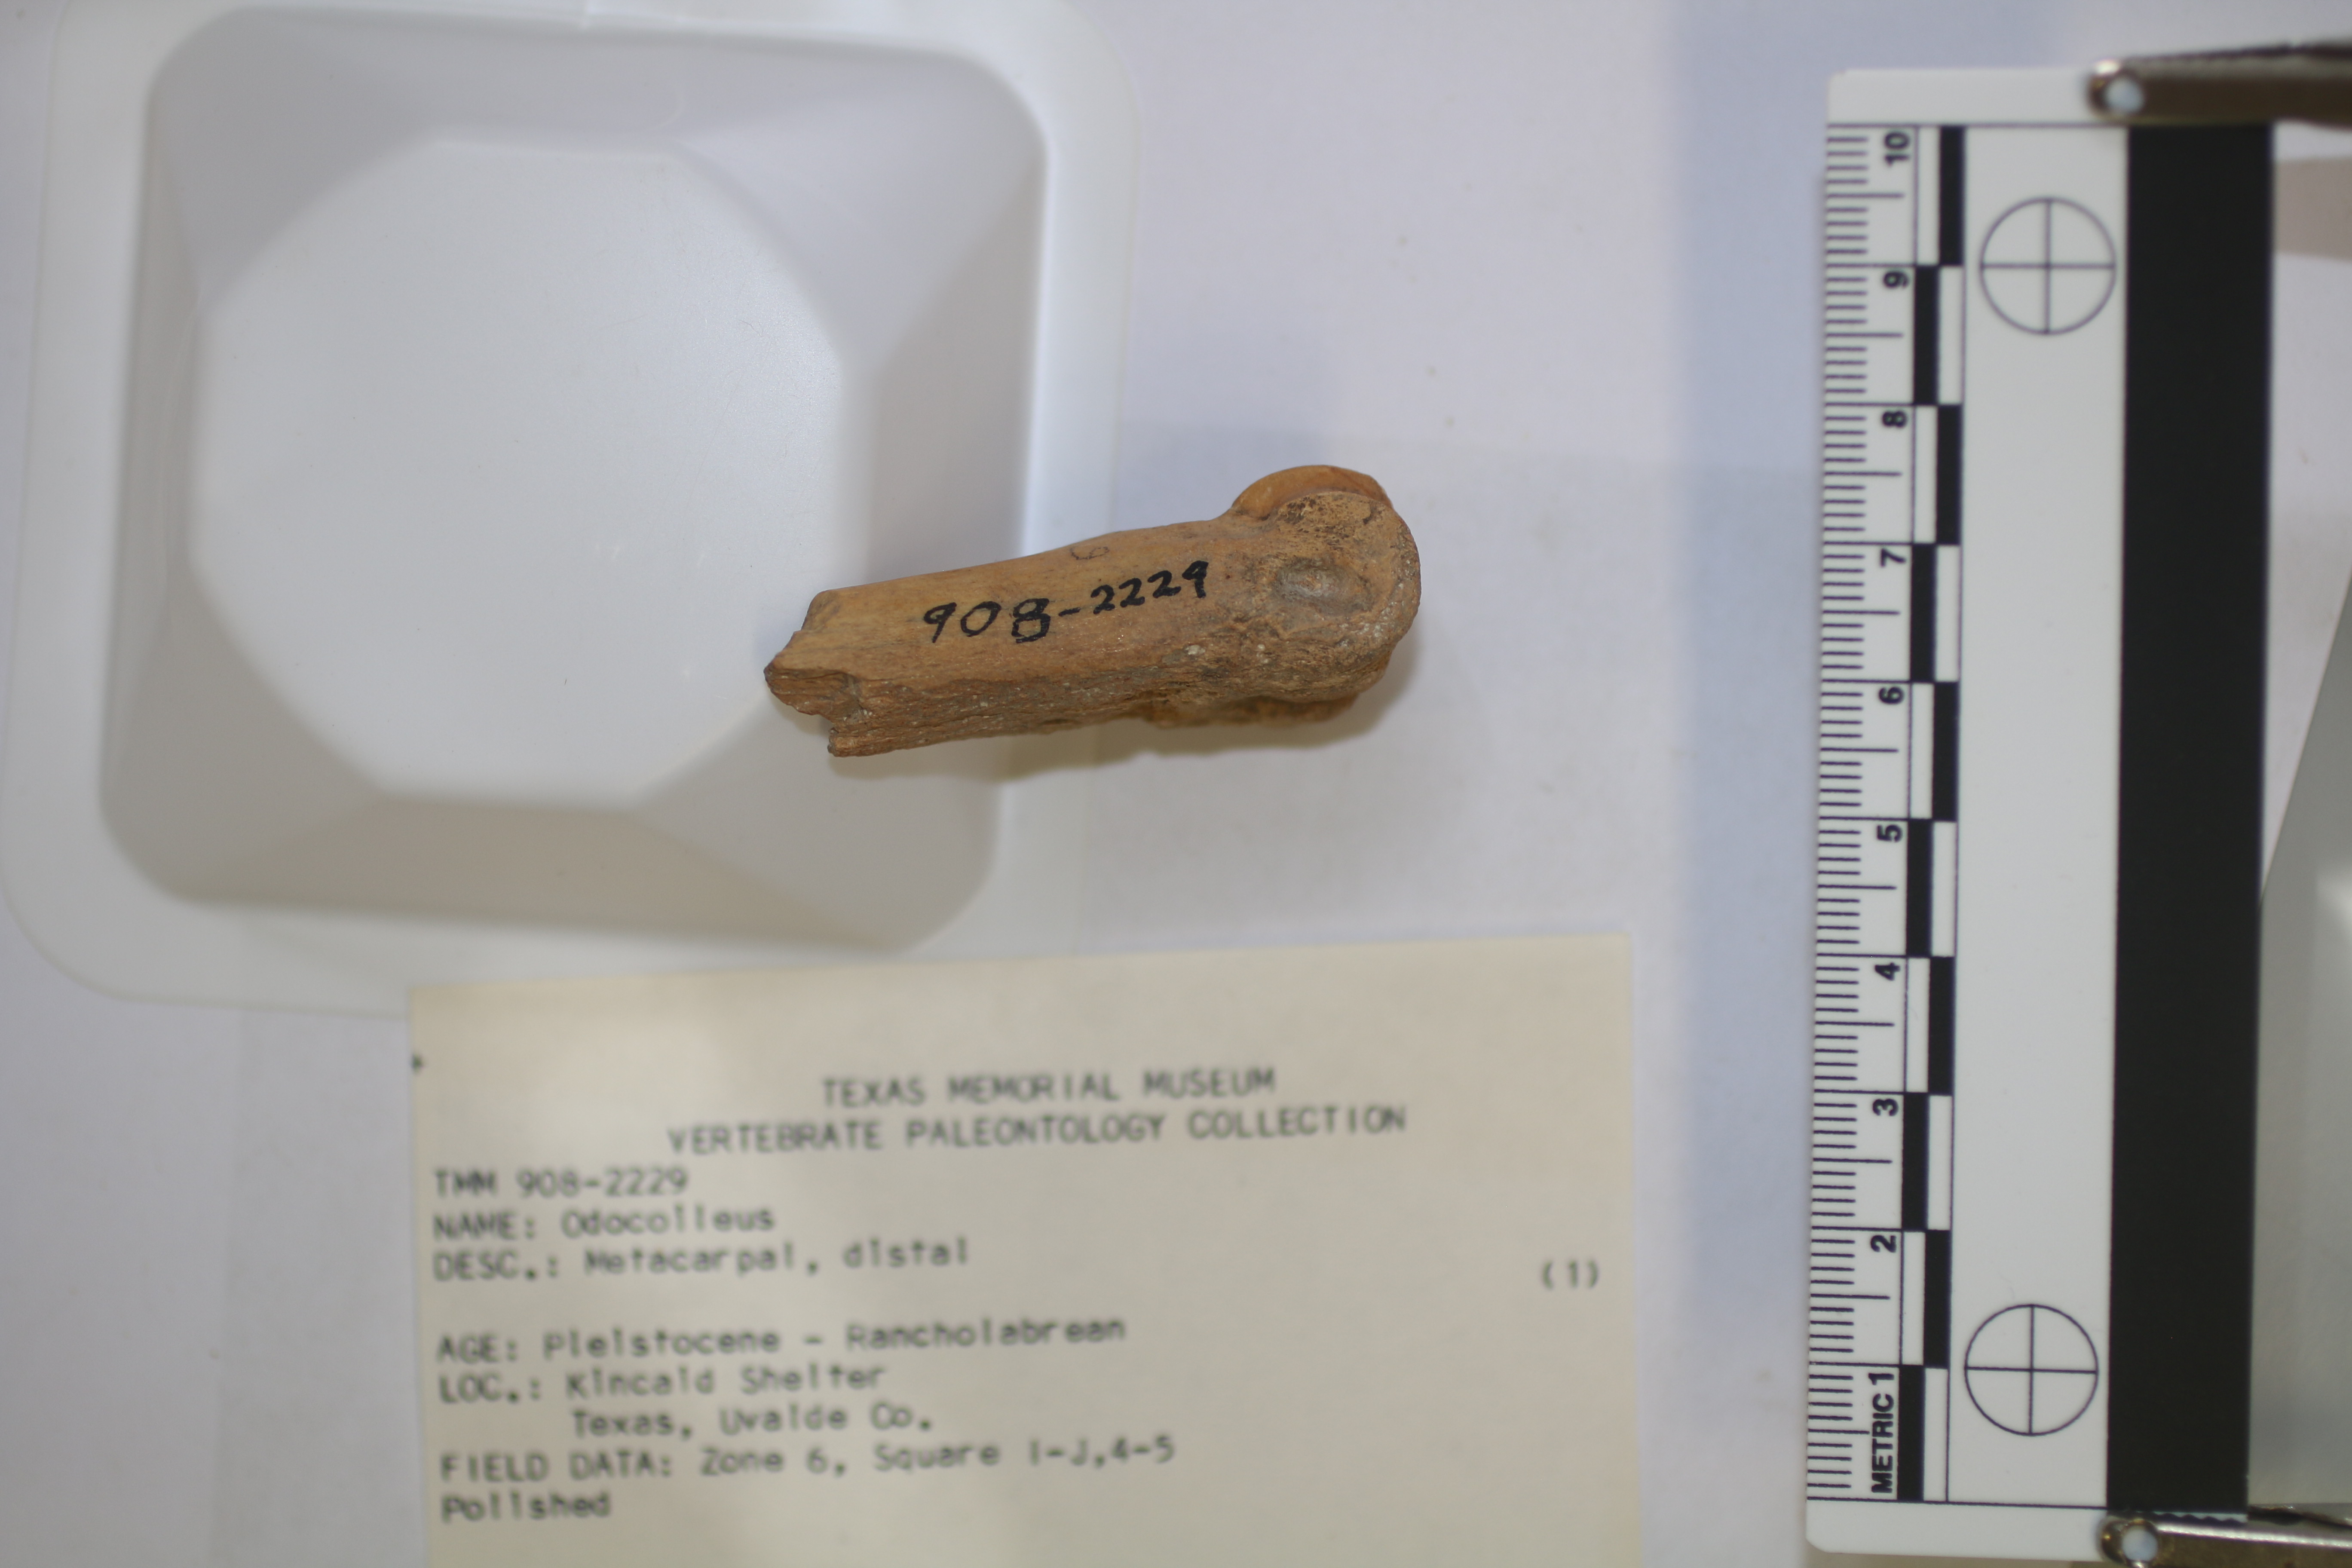 TEXAS MEMORIAL MUSEUM
VERTEBRATE PALEONTOLOGY COLLECTION
TMM 908-2229
NAME: Odocoileus
DESC.: Metacarpal, distal
(1)
AGE: Pleistocene - Rancholabrean
LOC.: Kincaid Shelter
Texas, Uvalde Co.
FIELD DATA: Zone 6, Square I-J,4-5
Polished
908-2229
6
METRIC 1 2 3 4 5 6 7 8 9 10